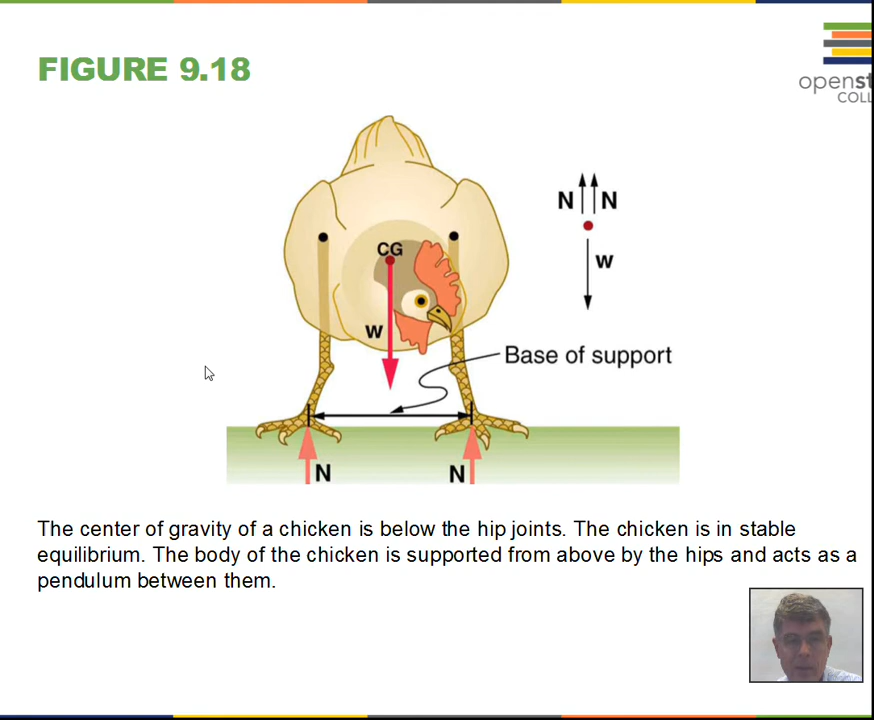 FIGURE 9.18
openst
COLL
N N
CG
W
W
Base of support
N
N
The center of gravity of a chicken is below the hip joints. The chicken is in stable
equilibrium. The body of the chicken is supported from above by the hips and acts as a
pendulum between them.